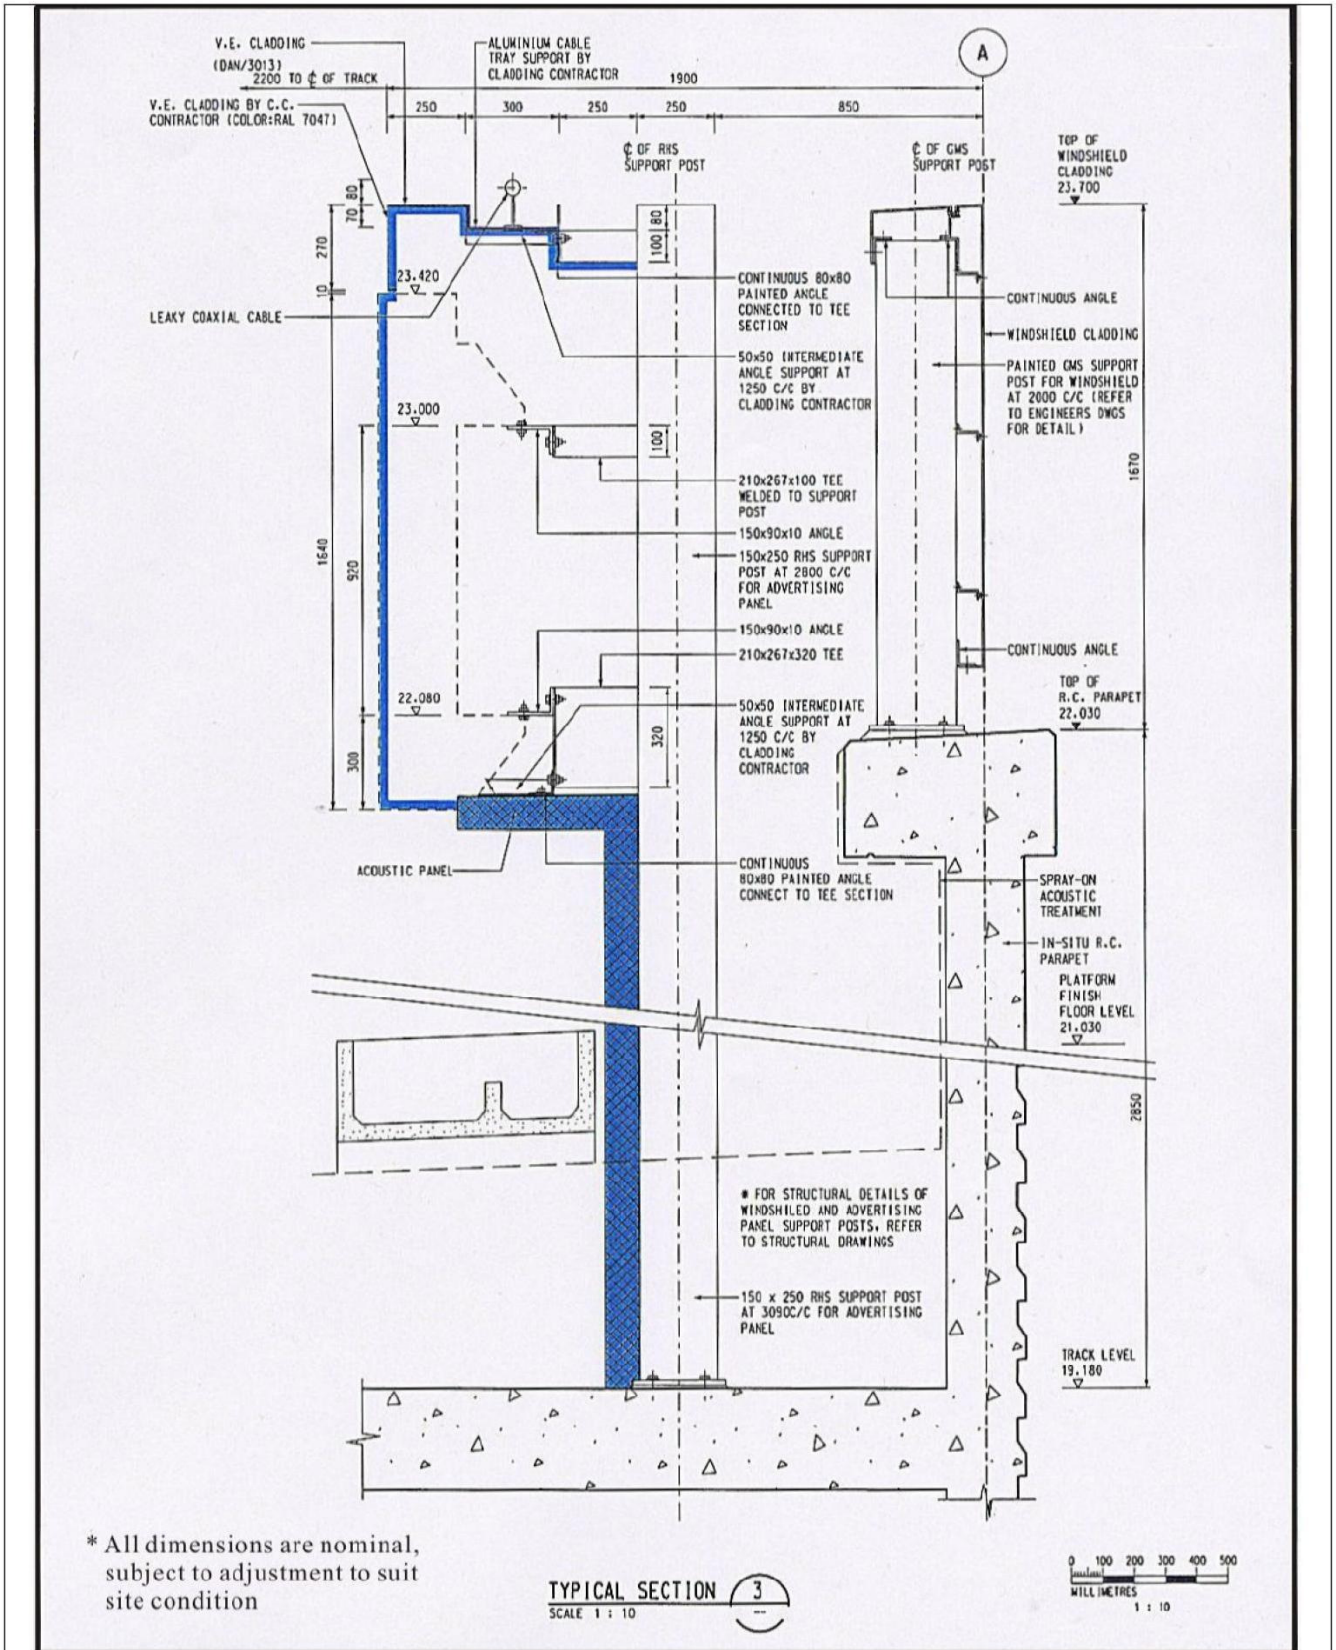 V.E. CLADDING
(DAN/3013)
2200 TO ℄ OF TRACK
V.E. CLADDING BY C.C.
CONTRACTOR (COLOR:RAL 7047)
ALUMINIUM CABLE
TRAY SUPPORT BY
CLADDING CONTRACTOR
1900
A
250
300
250
250
850
℄ OF RHS
SUPPORT POST
℄ OF GMS
SUPPORT POST
TOP OF
WINDSHIELD
CLADDING
23.700
80
70
270
10
80
100
23.420
LEAKY COAXIAL CABLE
CONTINUOUS 80x80
PAINTED ANGLE
CONNECTED TO TEE
SECTION
CONTINUOUS ANGLE
WINDSHIELD CLADDING
50x50 INTERMEDIATE
ANGLE SUPPORT AT
1250 C/C BY
CLADDING CONTRACTOR
PAINTED GMS SUPPORT
POST FOR WINDSHIELD
AT 2000 C/C (REFER
TO ENGINEERS DWGS
FOR DETAIL)
23.000
100
1670
210x267x100 TEE
WELDED TO SUPPORT
POST
150x90x10 ANGLE
1640
920
150x250 RHS SUPPORT
POST AT 2800 C/C
FOR ADVERTISING
PANEL
150x90x10 ANGLE
210x267x320 TEE
CONTINUOUS ANGLE
22.080
TOP OF
R.C. PARAPET
22.030
50x50 INTERMEDIATE
ANGLE SUPPORT AT
1250 C/C BY
CLADDING
CONTRACTOR
320
300
ACOUSTIC PANEL
CONTINUOUS
80x80 PAINTED ANGLE
CONNECT TO TEE SECTION
SPRAY-ON
ACOUSTIC
TREATMENT
IN-SITU R.C.
PARAPET
PLATFORM
FINISH
FLOOR LEVEL
21.030
2850
* FOR STRUCTURAL DETAILS OF
WINDSHILED AND ADVERTISING
PANEL SUPPORT POSTS, REFER
TO STRUCTURAL DRAWINGS
150 x 250 RHS SUPPORT POST
AT 3090C/C FOR ADVERTISING
PANEL
TRACK LEVEL
19.180
* All dimensions are nominal,
subject to adjustment to suit
site condition
TYPICAL SECTION 3
SCALE 1 : 10
0 100 200 300 400 500
MILLIMETRES
1 : 10